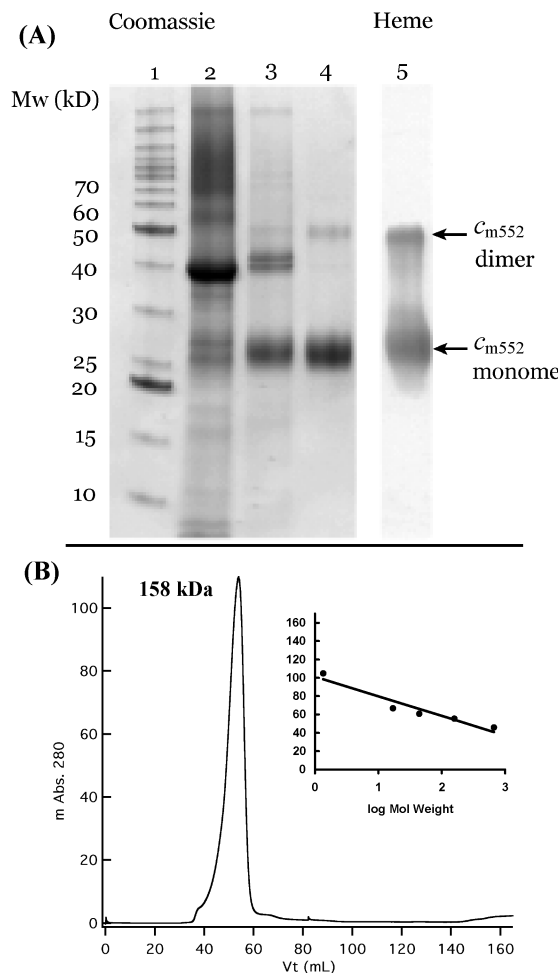 (A)
Coomassie Heme
1 2 3 4 5
Mw (kD)
70
60
50
40
30
25
20
15
10
cm552
dimer
cm552
monome
(B)
158 kDa
m Abs. 280
100
80
60
40
20
0
0 20 40 60 80 100 120 140 160
Vt (mL)
160
140
120
100
80
60
40
20
0
0 1 2 3
log Mol Weight